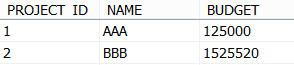 PROJECT_ID NAME BUDGET
1 AAA 125000
2 BBB 1525520